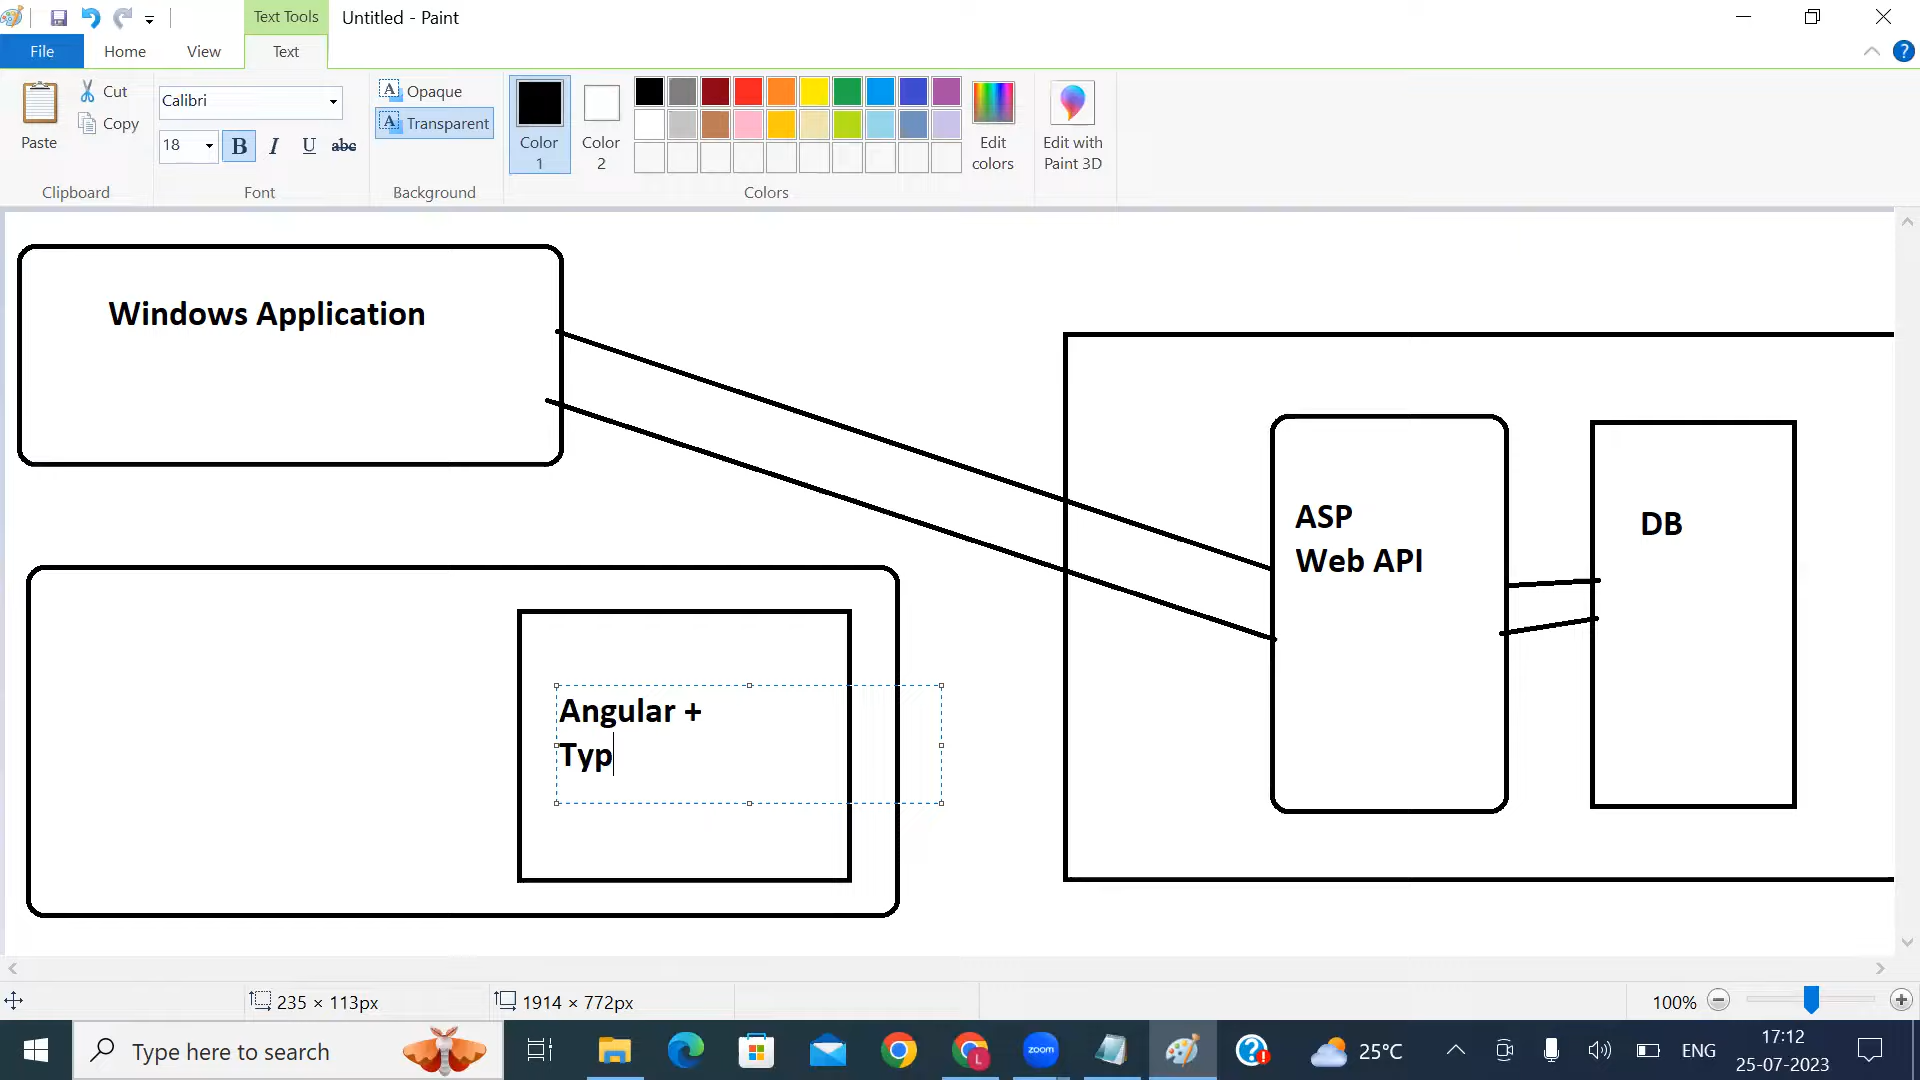 Text Tools
Untitled - Paint
File
Home
View
Text
Paste
Cut
Copy
Clipboard
Calibri
18
B
I
U
abc
Font
A Opaque
A Transparent
Background
Color
1
Color
2
Colors
Edit
colors
Edit with
Paint 3D
?
Windows Application
ASP
Web API
DB
Angular +
Typ
235 × 113px
1914 × 772px
100%
Type here to search
L
zoom
?
!
25°C
ENG
17:12
25-07-2023